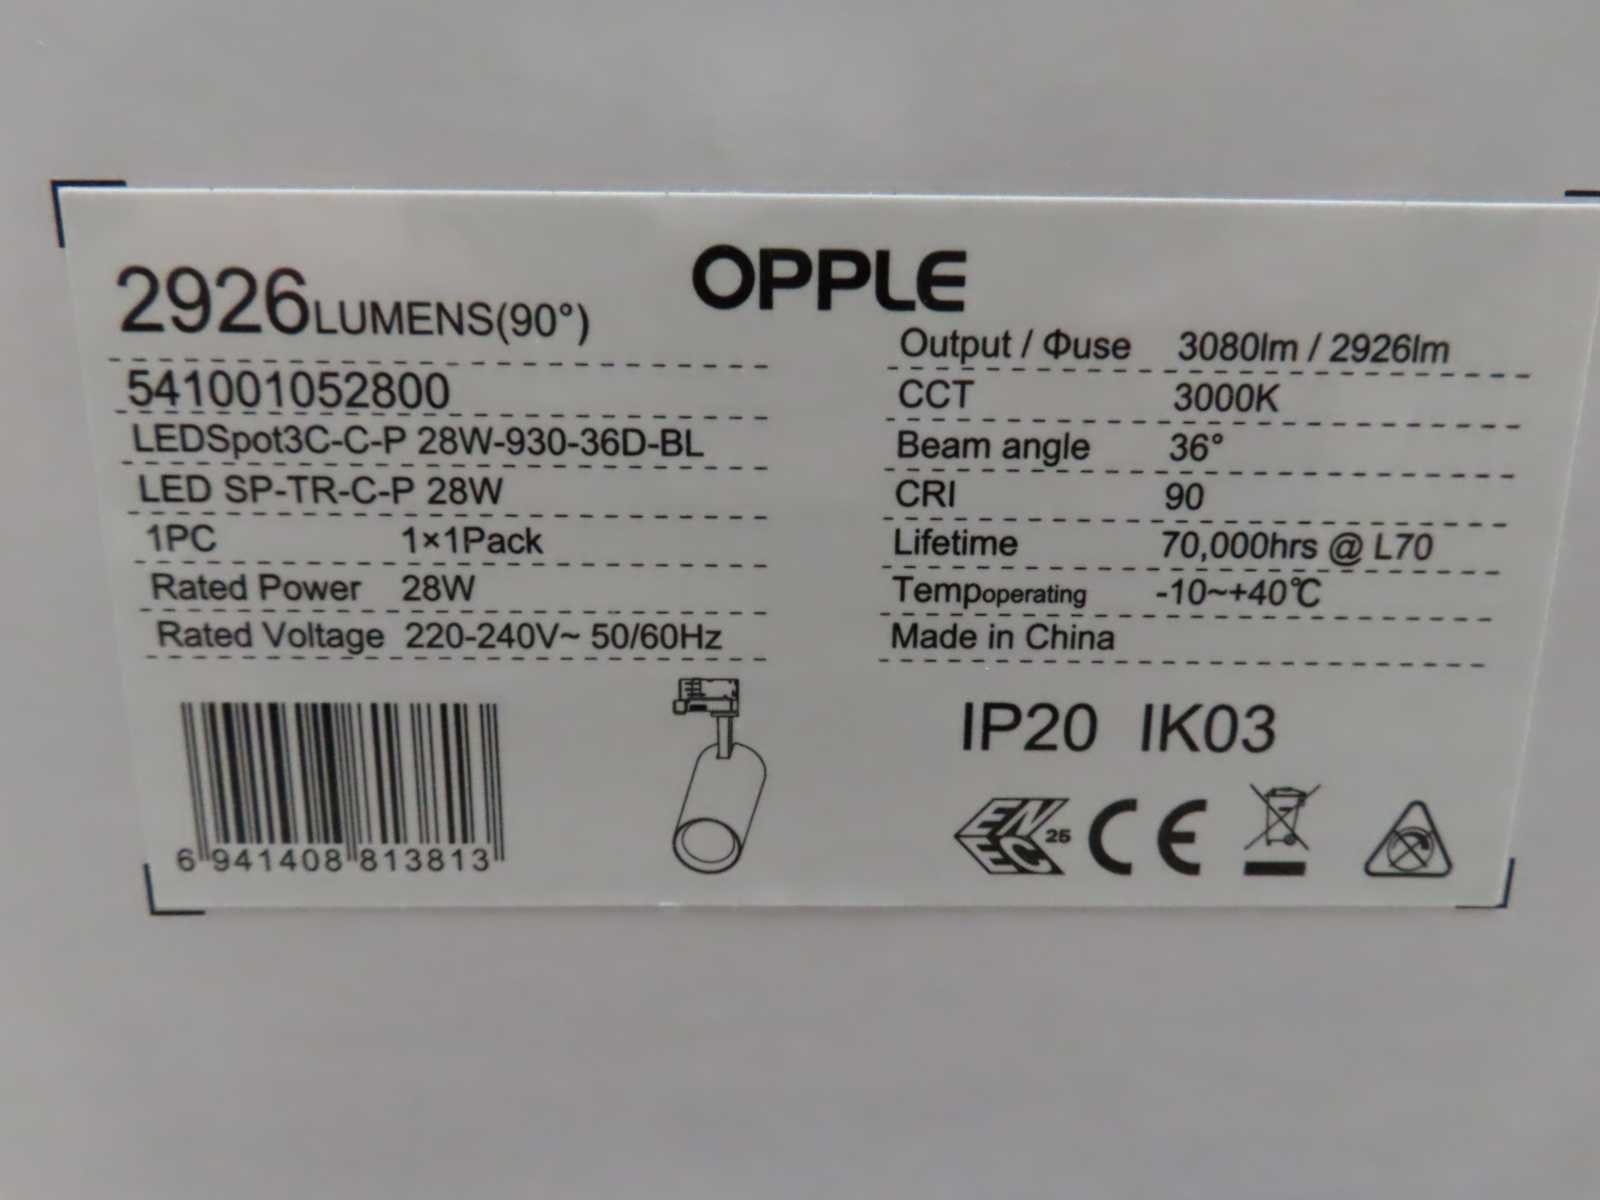 OPPLE
2926LUMENS(90°)
541001052800
LEDSpot3C-C-P 28W-930-36D-BL
LED SP-TR-C-P 28W
1PC 1×1Pack
Rated Power 28W
Rated Voltage 220-240V~ 50/60Hz
6 941408 813813
Output / Φuse 3080lm / 2926lm
CCT 3000K
Beam angle 36°
CRI 90
Lifetime 70,000hrs @ L70
Tempoperating -10~+40℃
Made in China
IP20 IK03
ENEC 25 CE